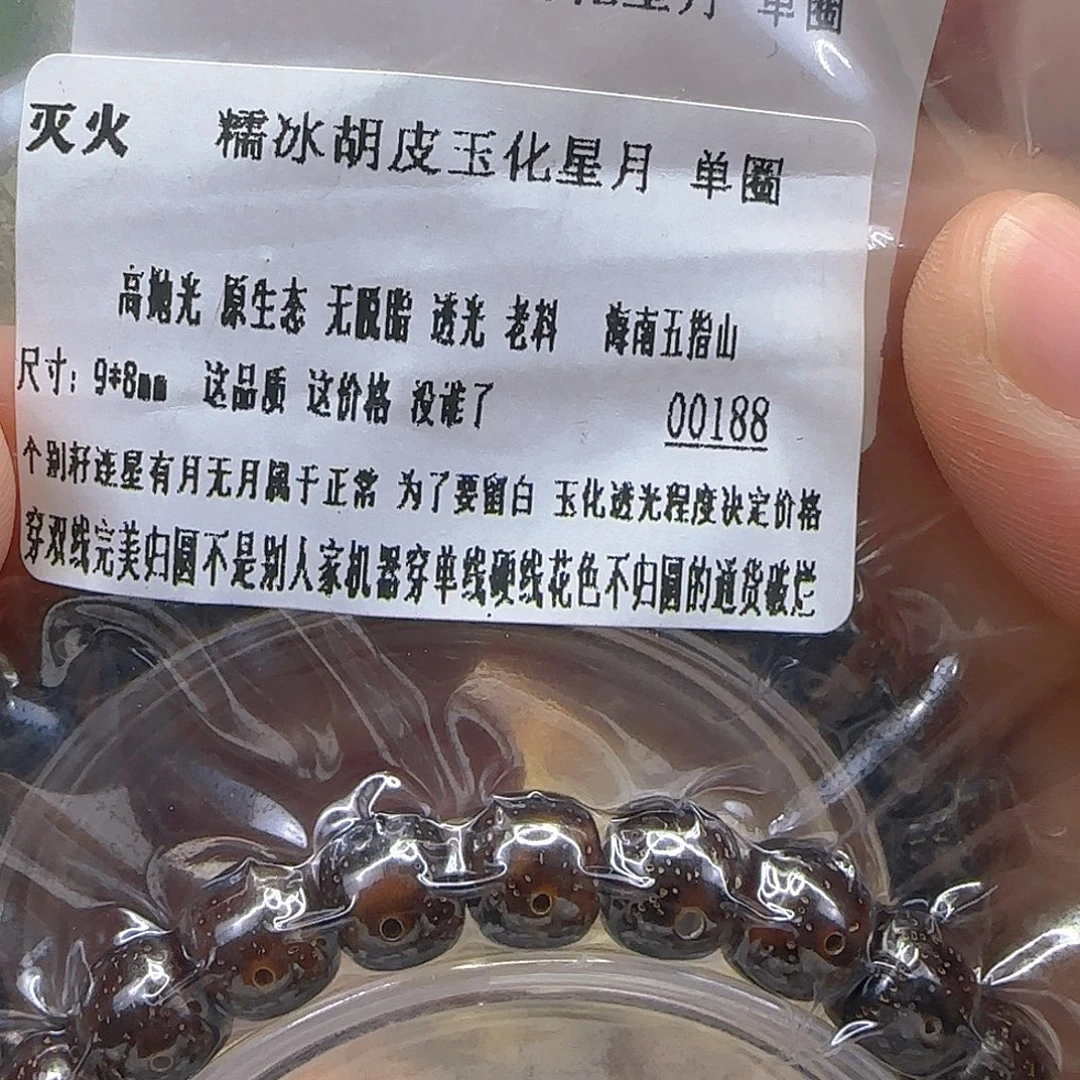 星月 单圈
灭火 糯冰胡皮玉化星月 单圈
高抛光 原生态 无脱脂 透光 老料 海南五指山
尺寸：9*8mm 这品质 这价格 没谁了
00188
个别籽连星有月无月属于正常 为了要留白 玉化透光程度决定价格
穿双线完美归圆不是别人家机器穿单线硬线花色不归圆的通货破烂